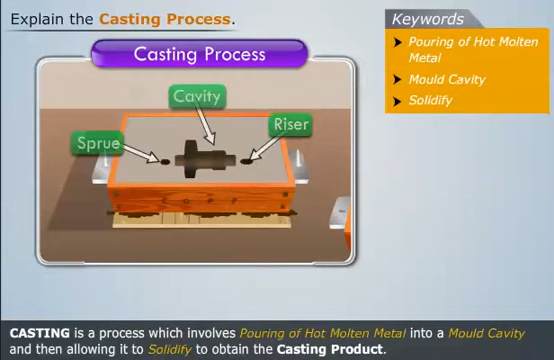 Explain the Casting Process.
Keywords
Pouring of Hot Molten
Metal
Mould Cavity
Solidify
Casting Process
Cavity
Riser
Sprue
CASTING is a process which involves Pouring of Hot Molten Metal into a Mould Cavity
and then allowing it to Solidify to obtain the Casting Product.